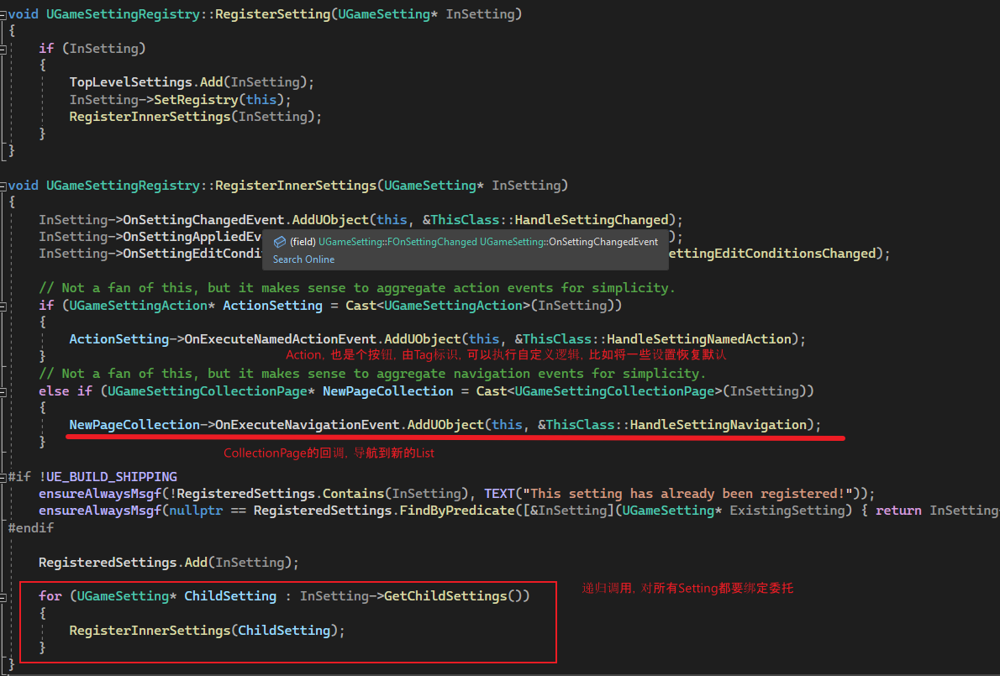 void UGameSettingRegistry::RegisterSetting(UGameSetting* InSetting)
{
if (InSetting)
{
TopLevelSettings.Add(InSetting);
InSetting->SetRegistry(this);
RegisterInnerSettings(InSetting);
}
}
void UGameSettingRegistry::RegisterInnerSettings(UGameSetting* InSetting)
{
InSetting->OnSettingChangedEvent.AddUObject(this, &ThisClass::HandleSettingChanged);
InSetting->OnSettingAppliedEv );
(field) UGameSetting::FOnSettingChanged UGameSetting::OnSettingChangedEvent
InSetting->OnSettingEditCondi ettingEditConditionsChanged);
Search Online
// Not a fan of this, but it makes sense to aggregate action events for simplicity.
if (UGameSettingAction* ActionSetting = Cast<UGameSettingAction>(InSetting))
{
ActionSetting->OnExecuteNamedActionEvent.AddUObject(this, &ThisClass::HandleSettingNamedAction);
} Action, 也是个按钮, 由Tag标识, 可以执行自定义逻辑, 比如将一些设置恢复默认
// Not a fan of this, but it makes sense to aggregate navigation events for simplicity.
else if (UGameSettingCollectionPage* NewPageCollection = Cast<UGameSettingCollectionPage>(InSetting))
{
NewPageCollection->OnExecuteNavigationEvent.AddUObject(this, &ThisClass::HandleSettingNavigation);
}
CollectionPage的回调, 导航到新的List
#if !UE_BUILD_SHIPPING
ensureAlwaysMsgf(!RegisteredSettings.Contains(InSetting), TEXT("This setting has already been registered!"));
ensureAlwaysMsgf(nullptr == RegisteredSettings.FindByPredicate([&InSetting](UGameSetting* ExistingSetting) { return InSetting
#endif
RegisteredSettings.Add(InSetting);
for (UGameSetting* ChildSetting : InSetting->GetChildSettings()) 递归调用, 对所有Setting都要绑定委托
{
RegisterInnerSettings(ChildSetting);
}
}